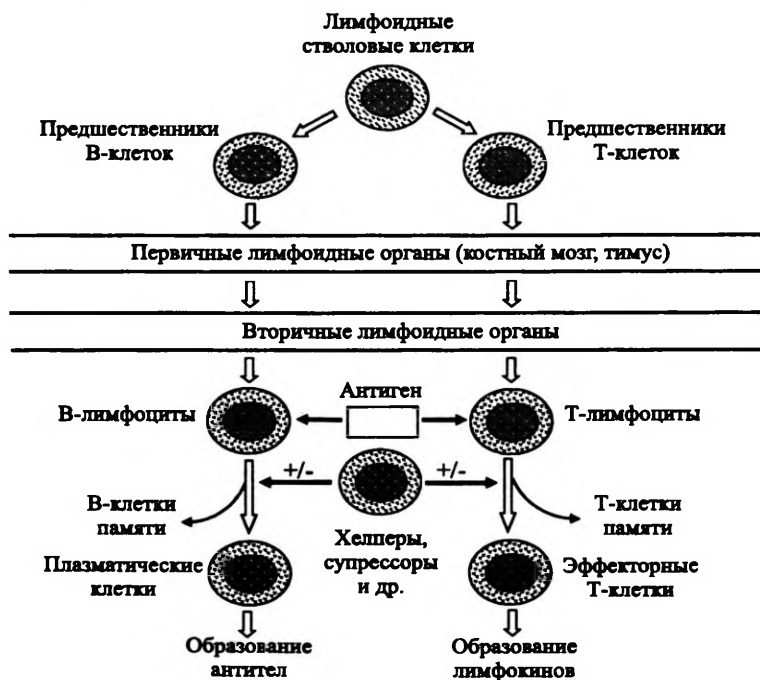 Лимфоидные
стволовые клетки
Предшественники
В-клеток
Предшественники
Т-клеток
Первичные лимфоидные органы (костный мозг, тимус)
Вторичные лимфоидные органы
В-лимфоциты
Антиген
Т-лимфоциты
+/-
+/-
В-клетки
памяти
Т-клетки
памяти
Хелперы,
супрессоры
и др.
Плазматические
клетки
Эффекторные
Т-клетки
Образование
антител
Образование
лимфокинов